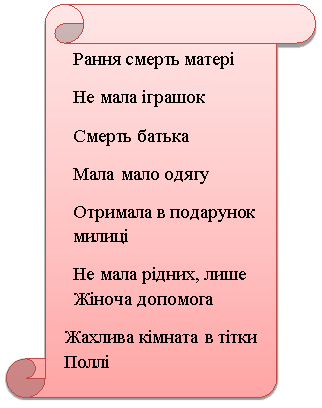 Рання смерть матері
Не мала іграшок
Смерть батька
Мала мало одягу
Отримала в подарунок
милиці
Не мала рідних, лише
Жіноча допомога
Жахлива кімната в тітки
Поллі